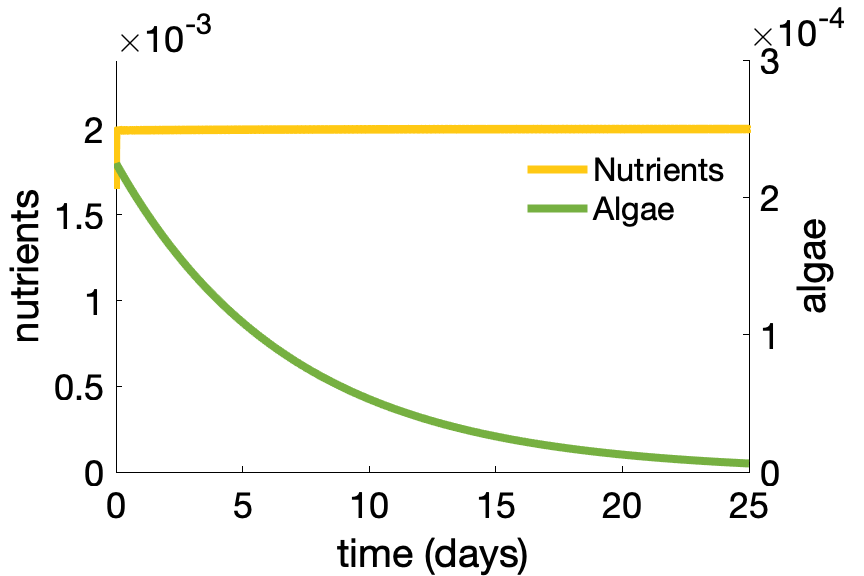 ×10⁻³
×10⁻⁴
nutrients
2
1.5
1
0.5
0
Nutrients
Algae
3
2
1
0
algae
0 5 10 15 20 25
time (days)